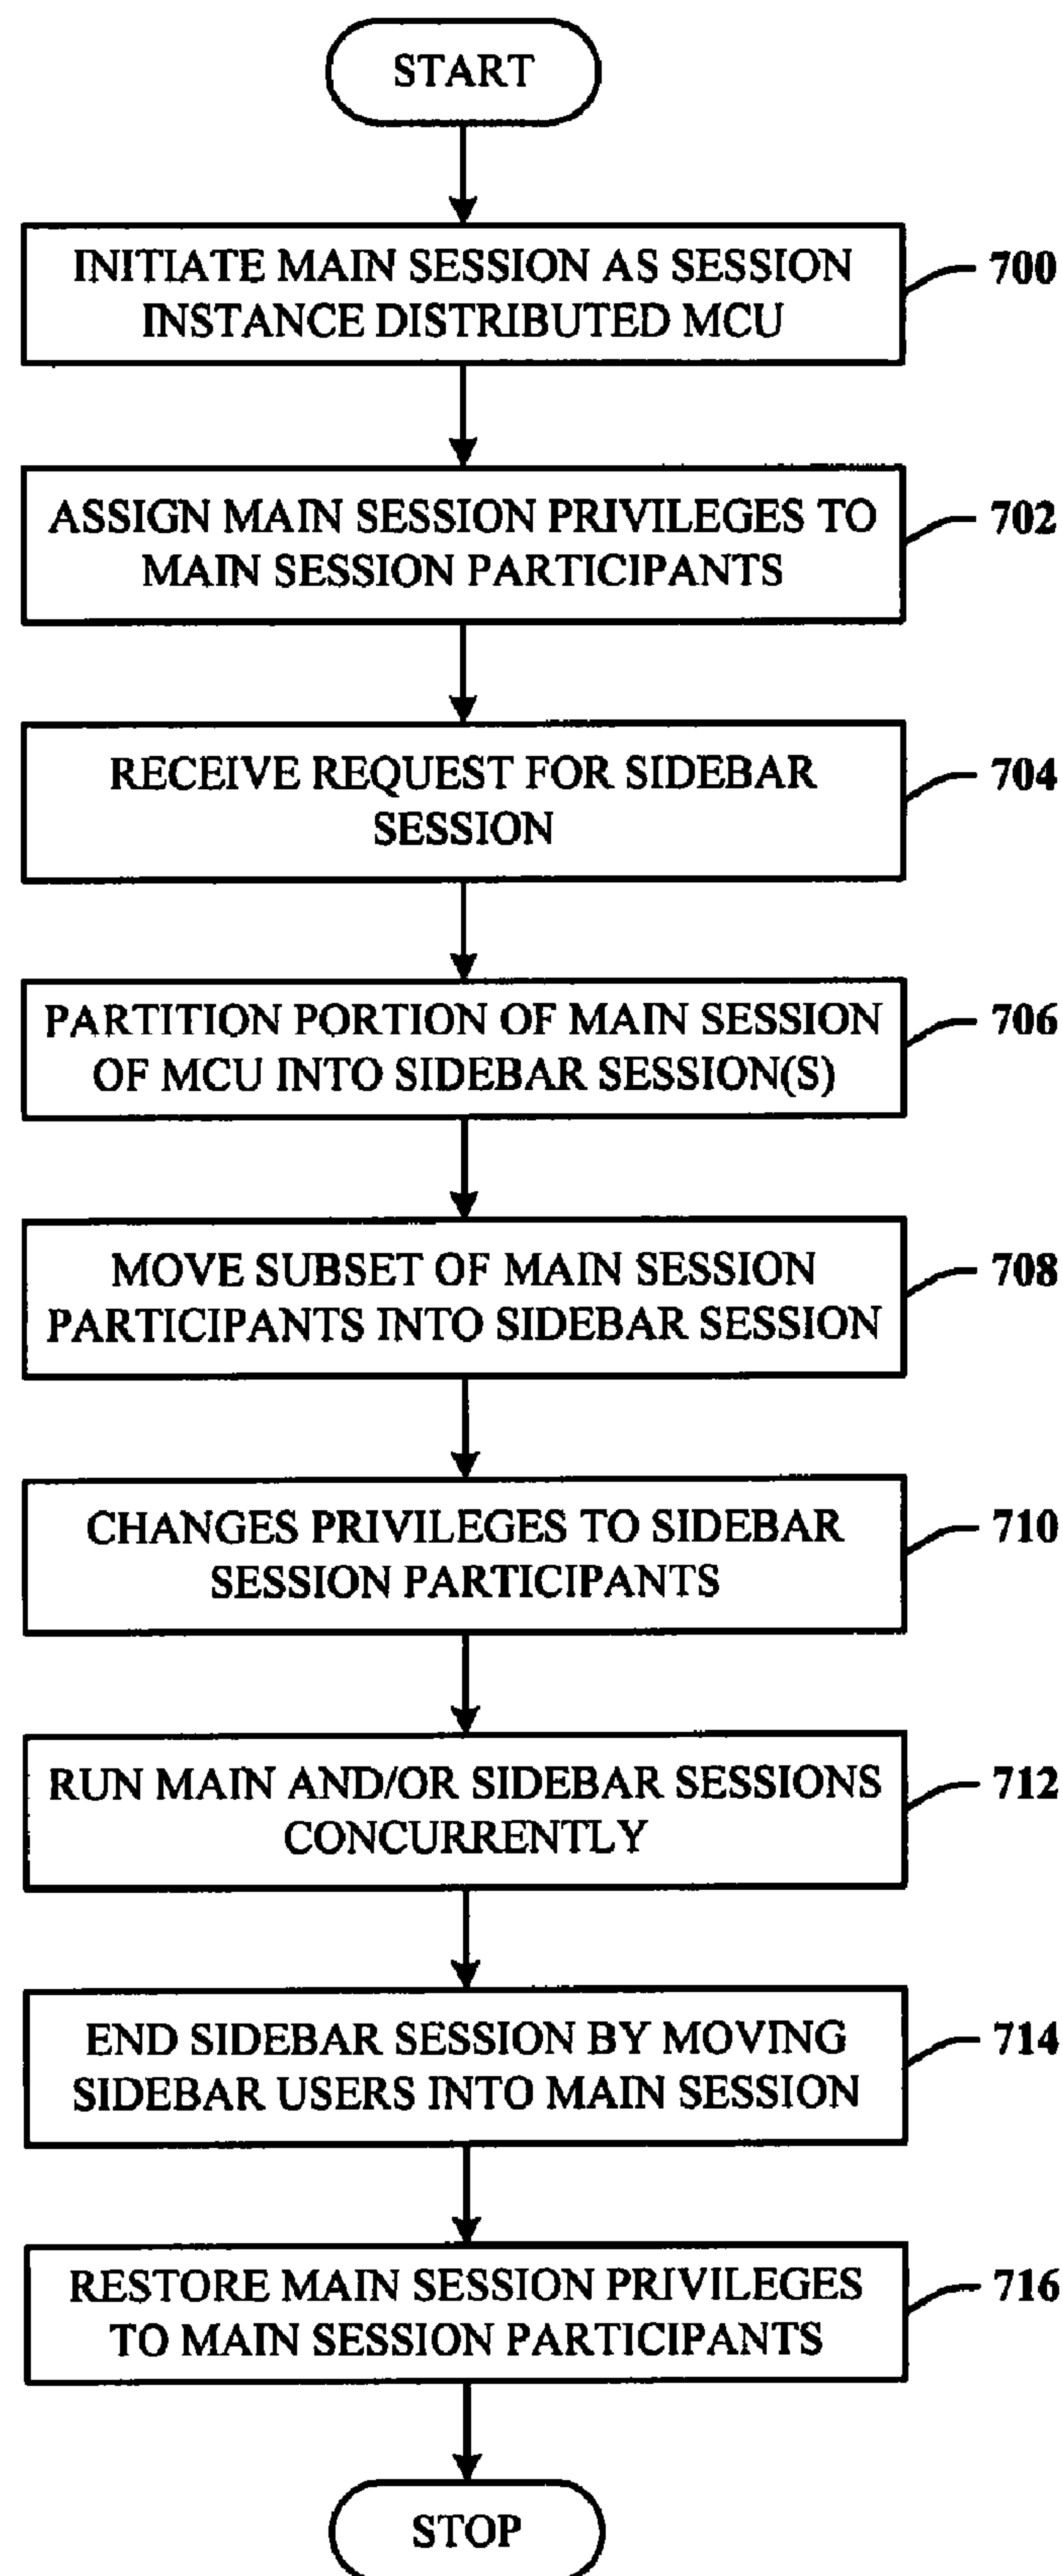 START
INITIATE MAIN SESSION AS SESSION
INSTANCE DISTRIBUTED MCU
700
ASSIGN MAIN SESSION PRIVILEGES TO
MAIN SESSION PARTICIPANTS
702
RECEIVE REQUEST FOR SIDEBAR
SESSION
704
PARTITION PORTION OF MAIN SESSION
OF MCU INTO SIDEBAR SESSION(S)
706
MOVE SUBSET OF MAIN SESSION
PARTICIPANTS INTO SIDEBAR SESSION
708
CHANGES PRIVILEGES TO SIDEBAR
SESSION PARTICIPANTS
710
RUN MAIN AND/OR SIDEBAR SESSIONS
CONCURRENTLY
712
END SIDEBAR SESSION BY MOVING
SIDEBAR USERS INTO MAIN SESSION
714
RESTORE MAIN SESSION PRIVILEGES
TO MAIN SESSION PARTICIPANTS
716
STOP